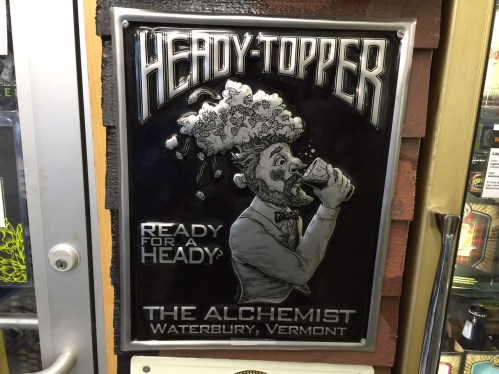 HEADY-TOPPER
READY
FOR A
HEADY?
THE ALCHEMIST
WATERBURY, VERMONT